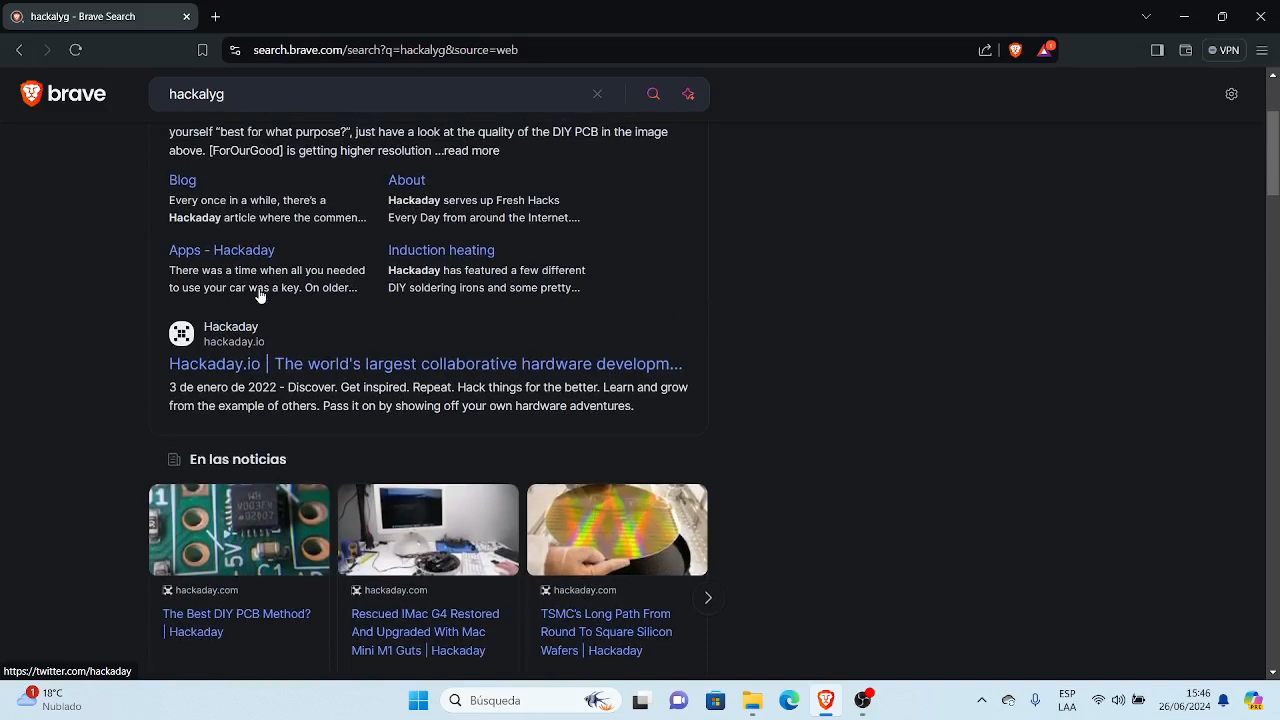 hackalyg - Brave Search
search.brave.com/search?q=hackalyg&source=web
1
VPN
brave
hackalyg
yourself “best for what purpose?”, just have a look at the quality of the DIY PCB in the image
above. [ForOurGood] is getting higher resolution ...read more
Blog
Every once in a while, there’s a
Hackaday article where the commen...
About
Hackaday serves up Fresh Hacks
Every Day from around the Internet....
Apps - Hackaday
There was a time when all you needed
to use your car was a key. On older...
Induction heating
Hackaday has featured a few different
DIY soldering irons and some pretty...
Hackaday
hackaday.io
Hackaday.io | The world's largest collaborative hardware developm...
3 de enero de 2022 - Discover. Get inspired. Repeat. Hack things for the better. Learn and grow
from the example of others. Pass it on by showing off your own hardware adventures.
En las noticias
hackaday.com
The Best DIY PCB Method?
| Hackaday
hackaday.com
Rescued IMac G4 Restored
And Upgraded With Mac
Mini M1 Guts | Hackaday
hackaday.com
TSMC’s Long Path From
Round To Square Silicon
Wafers | Hackaday
https://twitter.com/hackaday
1
18°C
Nublado
Búsqueda
ESP
LAA
15:46
26/06/2024
PRE